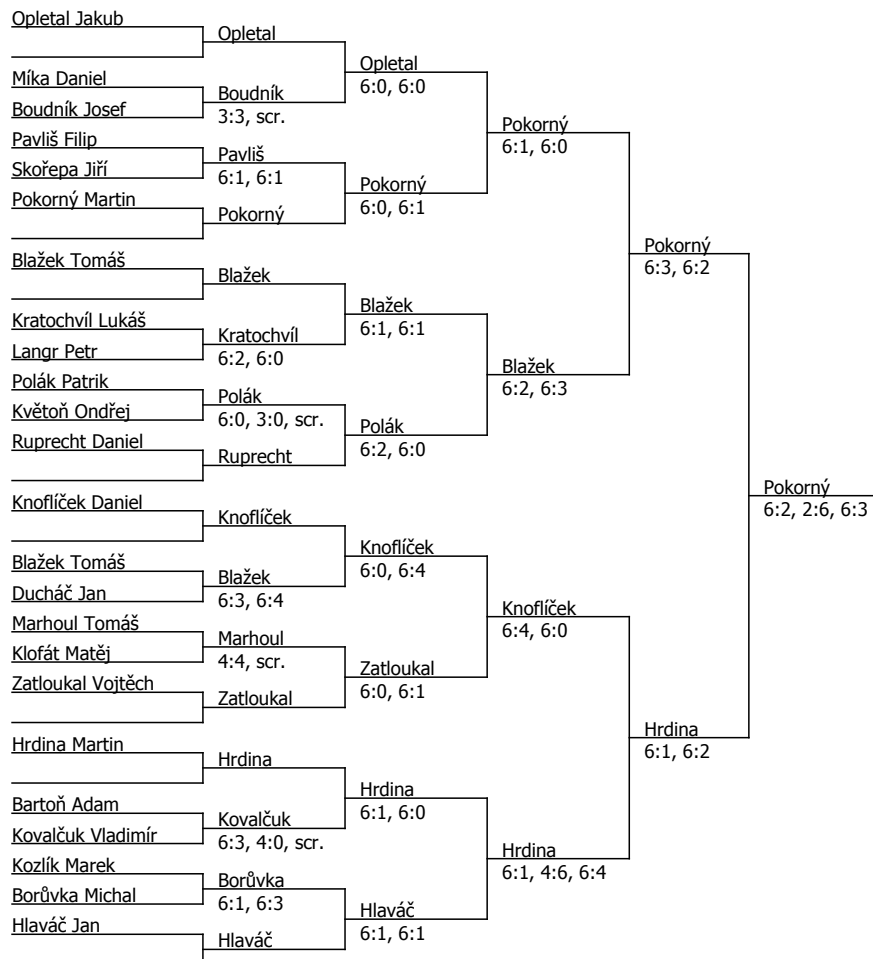 Opletal Jakub
Opletal
Opletal
6:0, 6:0
Míka Daniel
Boudník Josef
Boudník
3:3, scr.
Pokorný
6:1, 6:0
Pavliš Filip
Skořepa Jiří
Pavliš
6:1, 6:1
Pokorný
6:0, 6:1
Pokorný Martin
Pokorný
Pokorný
6:3, 6:2
Blažek Tomáš
Blažek
Blažek
6:1, 6:1
Kratochvíl Lukáš
Langr Petr
Kratochvíl
6:2, 6:0
Blažek
6:2, 6:3
Polák Patrik
Květoň Ondřej
Polák
6:0, 3:0, scr.
Polák
6:2, 6:0
Ruprecht Daniel
Ruprecht
Pokorný
6:2, 2:6, 6:3
Knoflíček Daniel
Knoflíček
Knoflíček
6:0, 6:4
Blažek Tomáš
Ducháč Jan
Blažek
6:3, 6:4
Knoflíček
6:4, 6:0
Marhoul Tomáš
Klofát Matěj
Marhoul
4:4, scr.
Zatloukal
6:0, 6:1
Zatloukal Vojtěch
Zatloukal
Hrdina
6:1, 6:2
Hrdina Martin
Hrdina
Hrdina
6:1, 6:0
Bartoň Adam
Kovalčuk Vladimír
Kovalčuk
6:3, 4:0, scr.
Hrdina
6:1, 4:6, 6:4
Kozlík Marek
Borůvka Michal
Borůvka
6:1, 6:3
Hlaváč
6:1, 6:1
Hlaváč Jan
Hlaváč